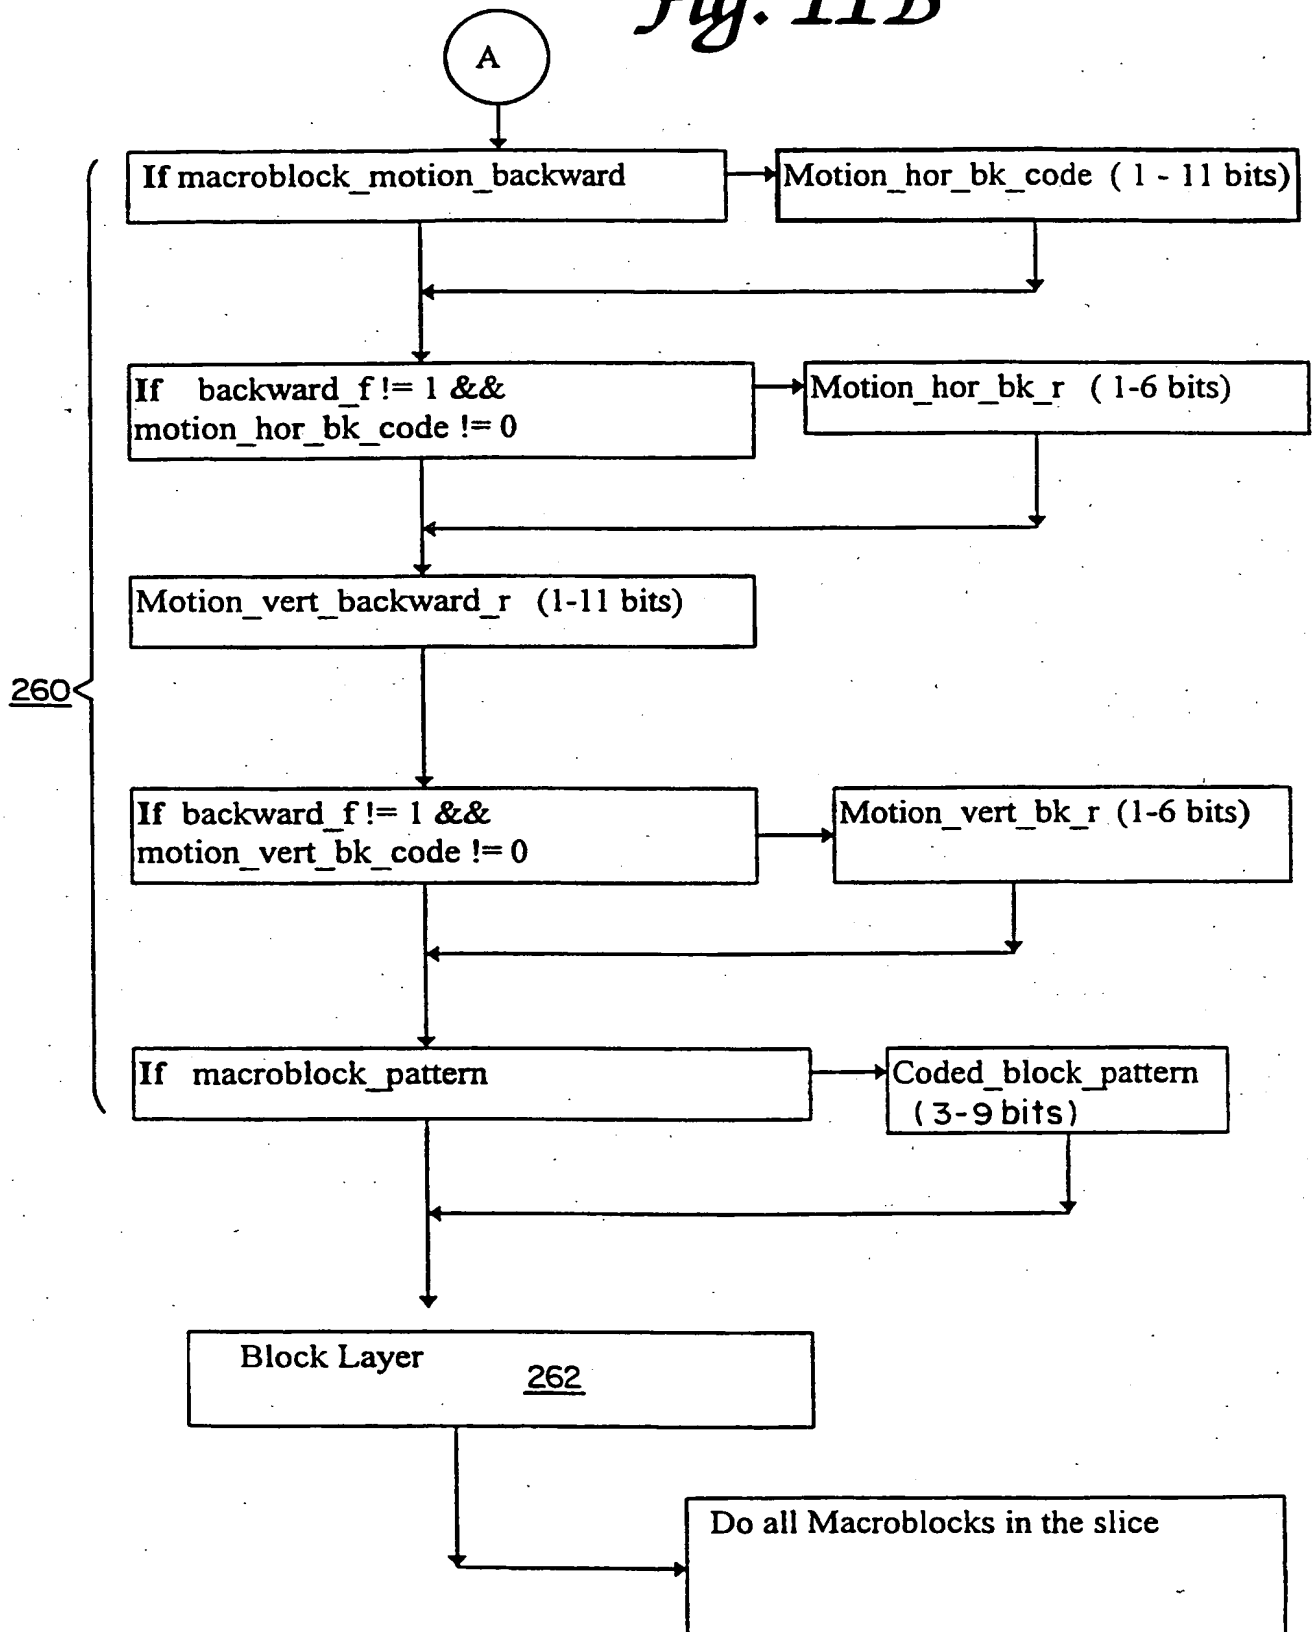 Fig. 11B
A
If macroblock_motion_backward
Motion_hor_bk_code ( 1 - 11 bits)
If backward_f != 1 &&
motion_hor_bk_code != 0
Motion_hor_bk_r ( 1-6 bits)
Motion_vert_backward_r (1-11 bits)
260
If backward_f != 1 &&
motion_vert_bk_code != 0
Motion_vert_bk_r (1-6 bits)
If macroblock_pattern
Coded_block_pattern
( 3-9 bits)
Block Layer
262
Do all Macroblocks in the slice